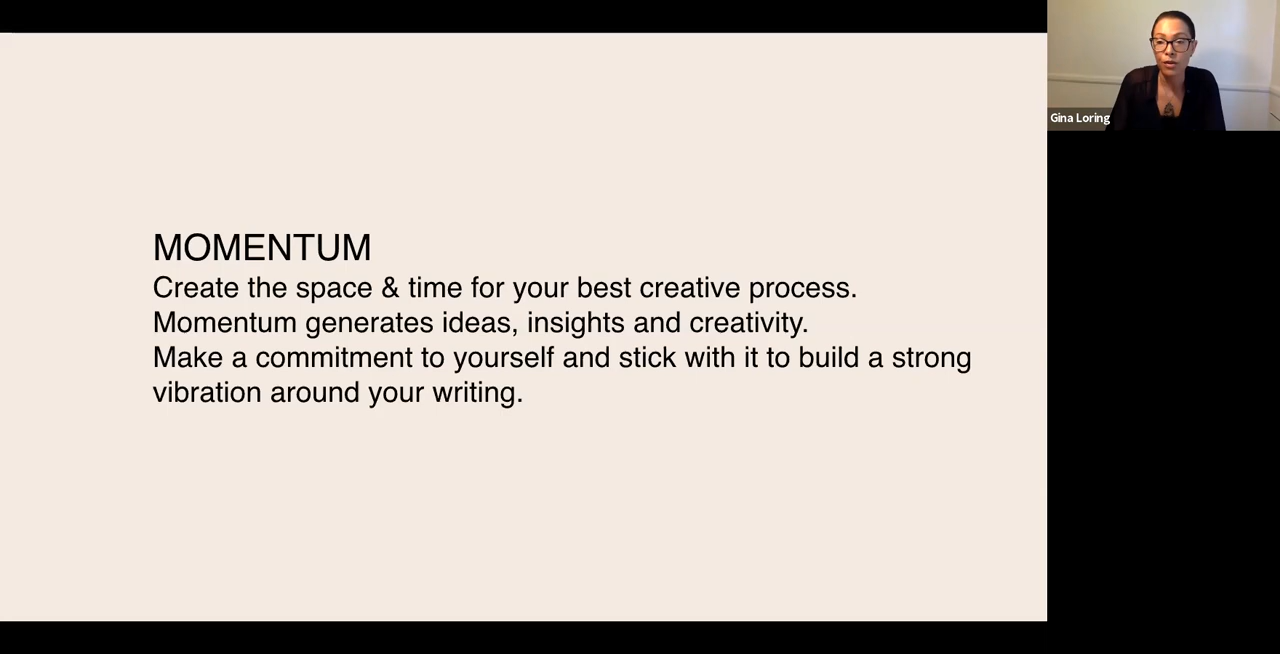 MOMENTUM
Create the space & time for your best creative process.
Momentum generates ideas, insights and creativity.
Make a commitment to yourself and stick with it to build a strong
vibration around your writing.
Gina Loring